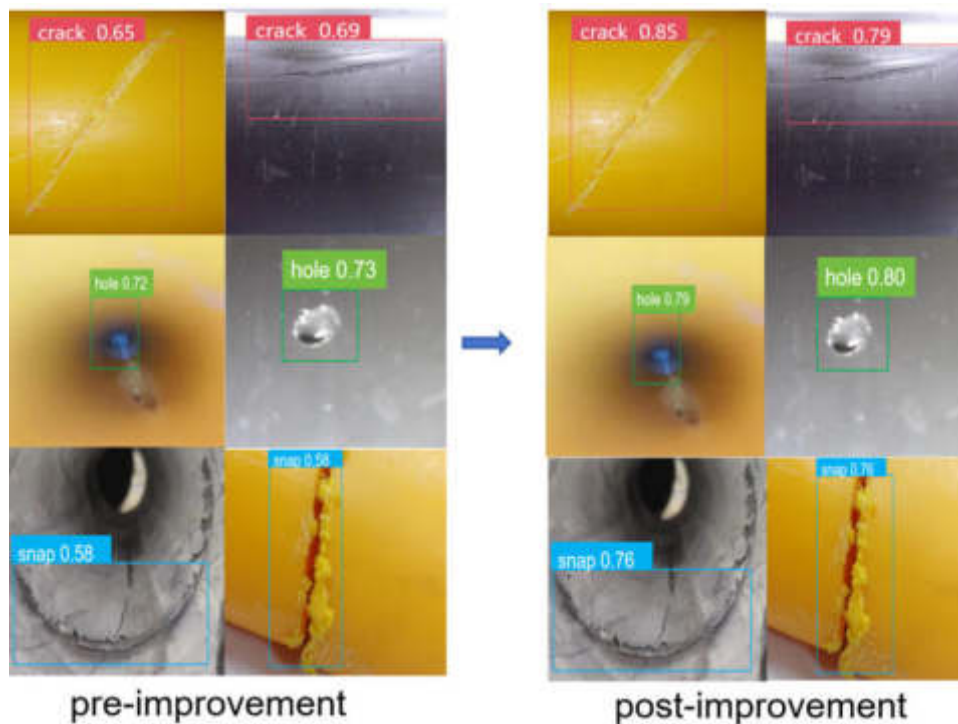 crack 0.65
crack 0.69
hole 0.72
hole 0.73
snap 0.58
snap 0.58
pre-improvement
crack 0.85
crack 0.79
hole 0.79
hole 0.80
snap 0.76
snap 0.76
post-improvement